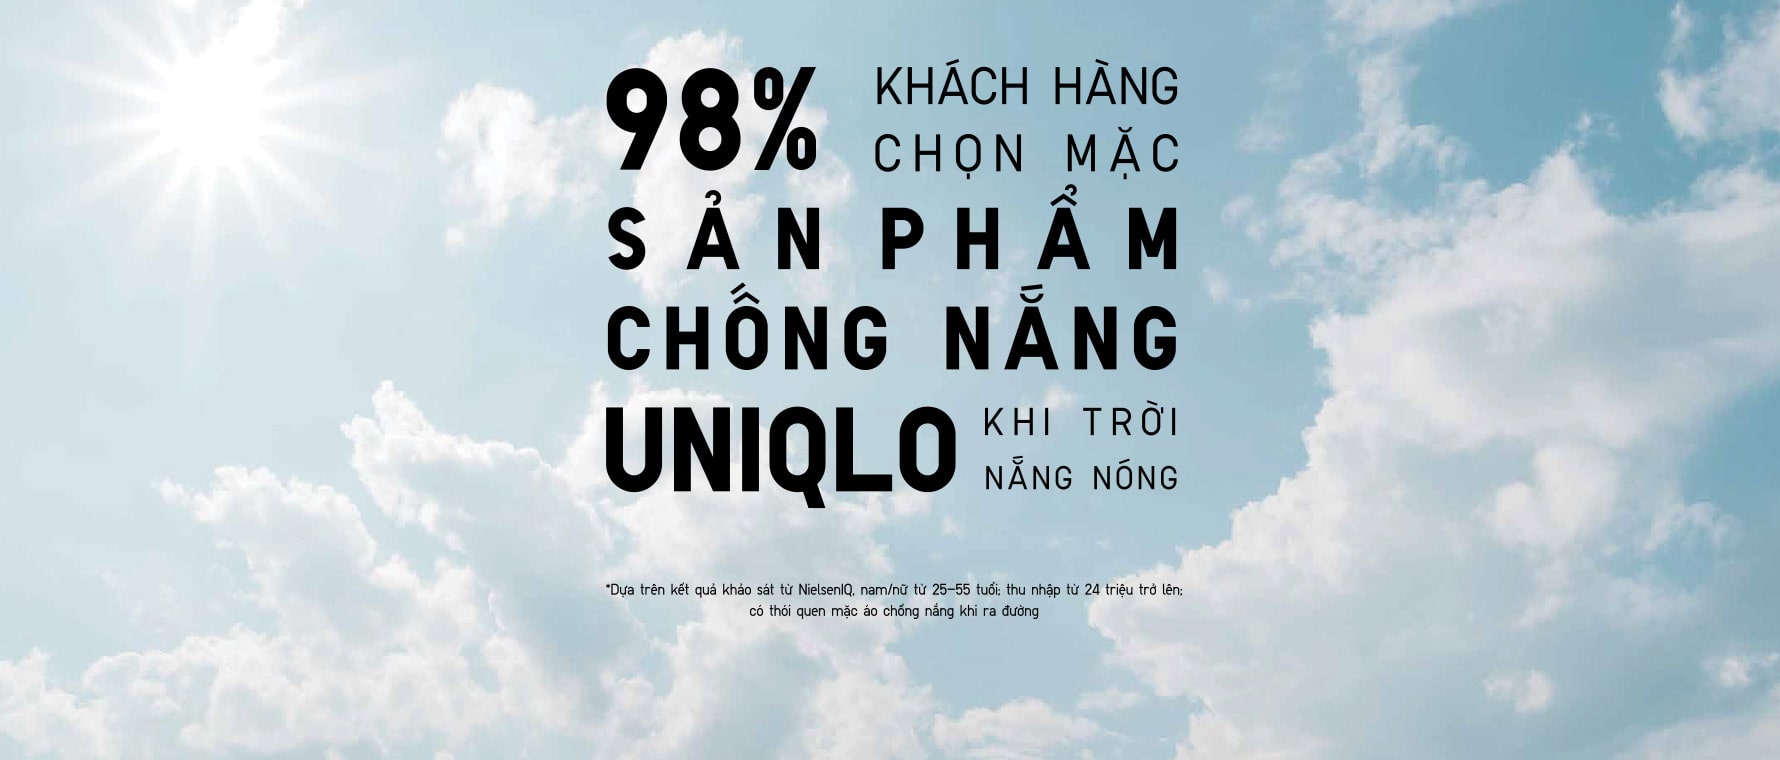 98% KHÁCH HÀNG
CHỌN MẶC
SẢN PHẨM
CHỐNG NẮNG
UNIQLO KHI TRỜI
NẮNG NÓNG
*Dựa trên kết quả khảo sát từ NielsenIQ, nam/nữ từ 25-55 tuổi; thu nhập từ 24 triệu trở lên;
có thói quen mặc áo chống nắng khi ra đường